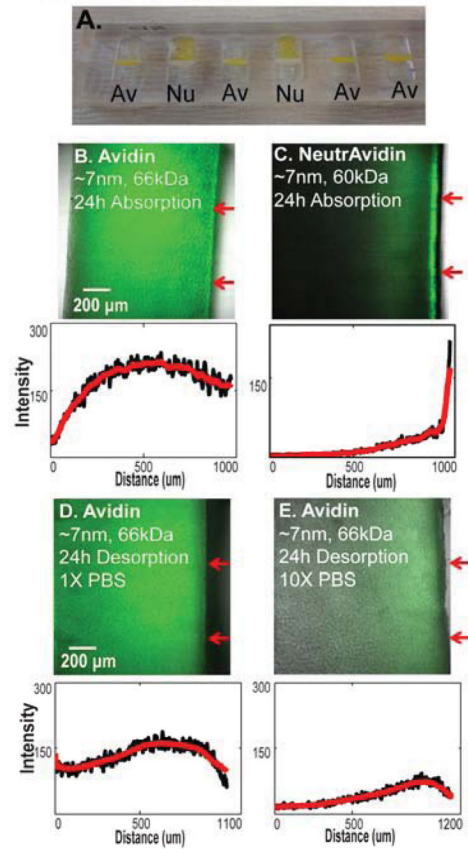 A.
Av Nu Av Nu Av Av
B. Avidin
~7nm, 66kDa
24h Absorption
200 µm
C. NeutrAvidin
~7nm, 60kDa
24h Absorption
Intensity
300
150
0 500 1000
Distance (um)
150
0 500 1000
Distance (um)
D. Avidin
~7nm, 66kDa
24h Desorption
1X PBS
200 µm
E. Avidin
~7nm, 66kDa
24h Desorption
10X PBS
Intensity
300
150
0 500 1100
Distance (um)
300
150
0 500 1200
Distance (um)